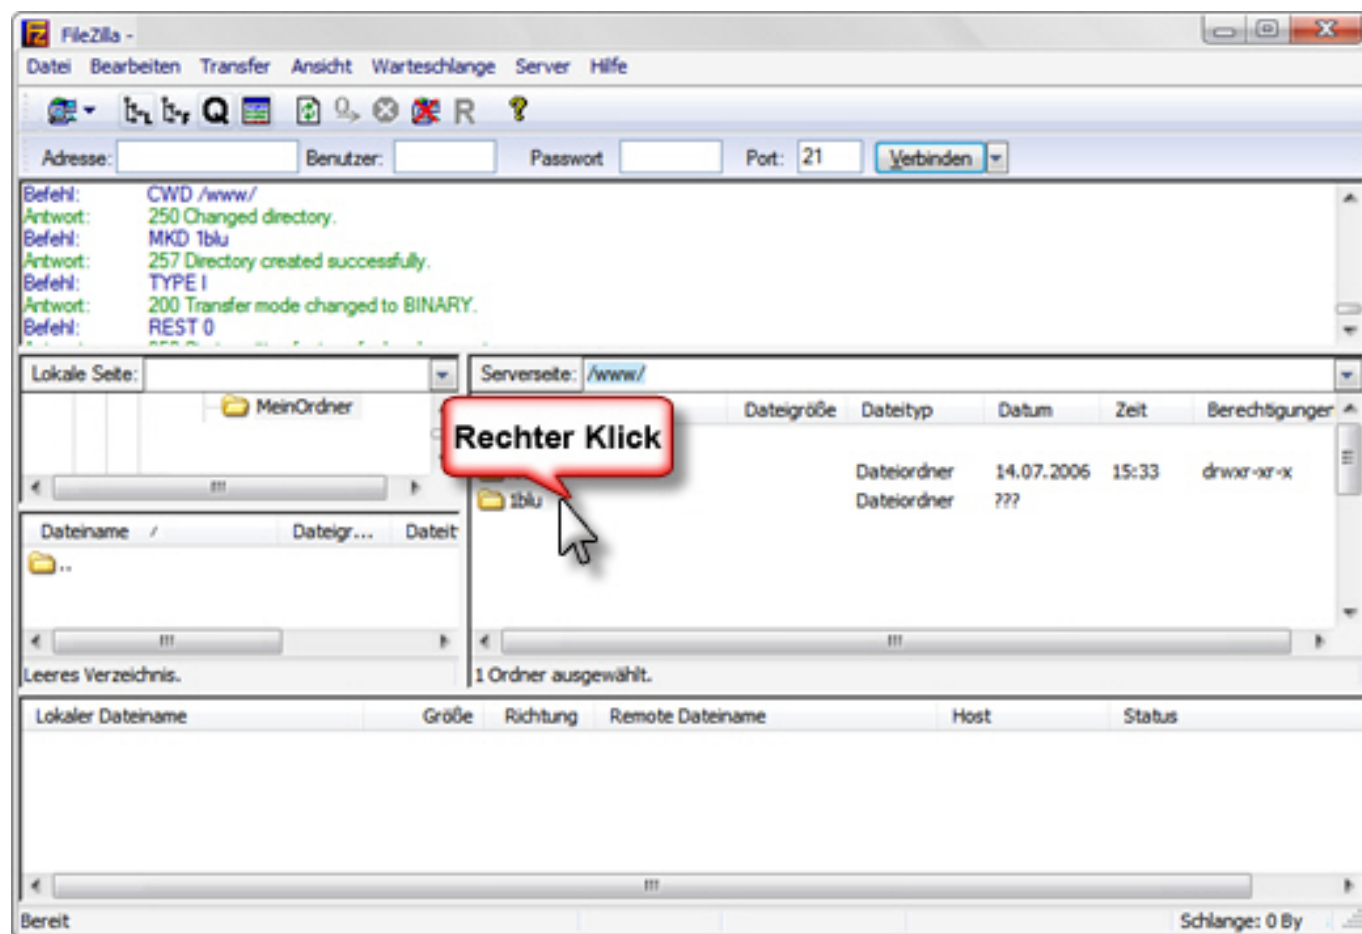 FileZilla -
Datei Bearbeiten Transfer Ansicht Warteschlange Server Hilfe
Adresse: Benutzer: Passwort Port: 21 Verbinden
Befehl: CWD /www/
Antwort: 250 Changed directory.
Befehl: MKD 1blu
Antwort: 257 Directory created successfully.
Befehl: TYPE I
Antwort: 200 Transfer mode changed to BINARY.
Befehl: REST 0
Lokale Seite: Serverseite: /www/
MeinOrdner
Dateigröße Dateityp Datum Zeit Berechtigunger
Rechter Klick
Dateiordner 14.07.2006 15:33 drwxr-xr-x
1blu Dateiordner ???
Dateiname / Dateigr... Dateit
..
Leeres Verzeichnis. 1 Ordner ausgewählt.
Lokaler Dateiname Größe Richtung Remote Dateiname Host Status
Bereit Schlange: 0 By